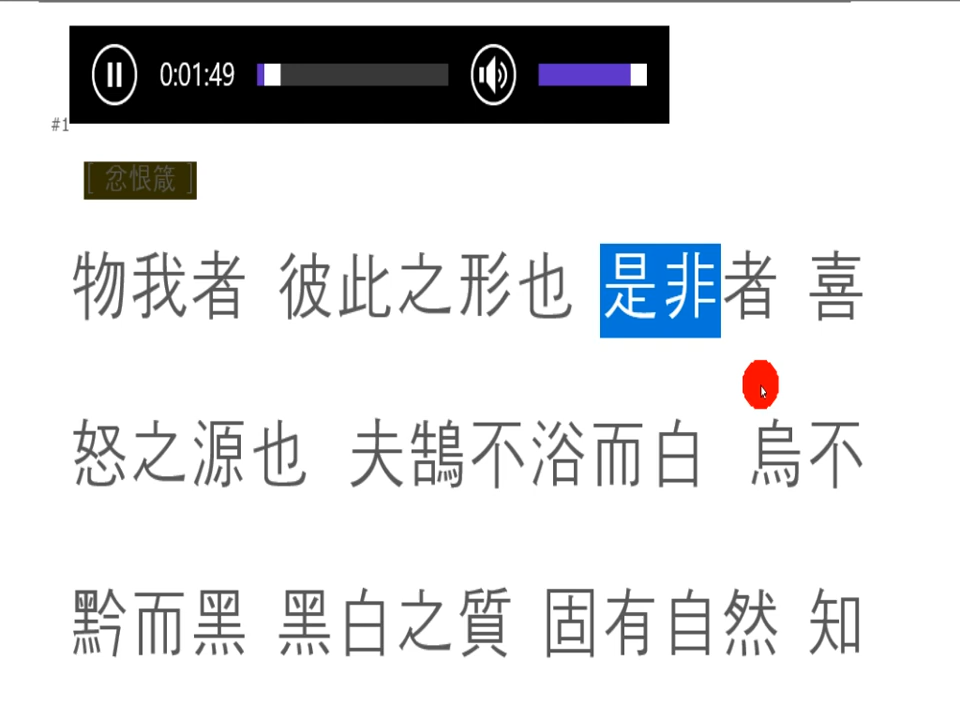 0:01:49
#1
[ 忿恨箴 ]
物我者 彼此之形也 是非者 喜
怒之源也 夫鵠不浴而白 烏不
黔而黑 黑白之質 固有自然 知